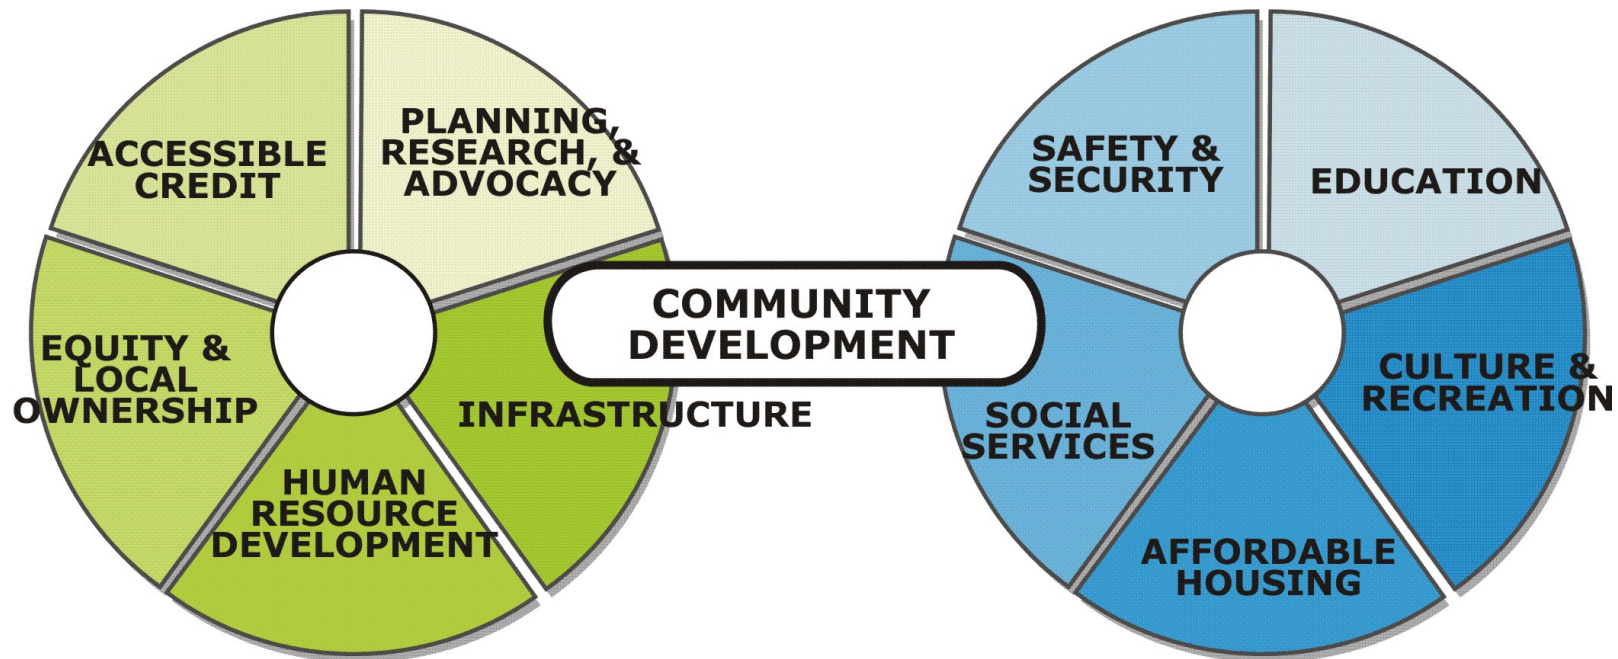 ACCESSIBLE
CREDIT
PLANNING,
RESEARCH, &
ADVOCACY
EQUITY &
LOCAL
OWNERSHIP
HUMAN
RESOURCE
DEVELOPMENT
INFRASTRUCTURE
COMMUNITY
DEVELOPMENT
SAFETY &
SECURITY
EDUCATION
SOCIAL
SERVICES
CULTURE &
RECREATION
AFFORDABLE
HOUSING